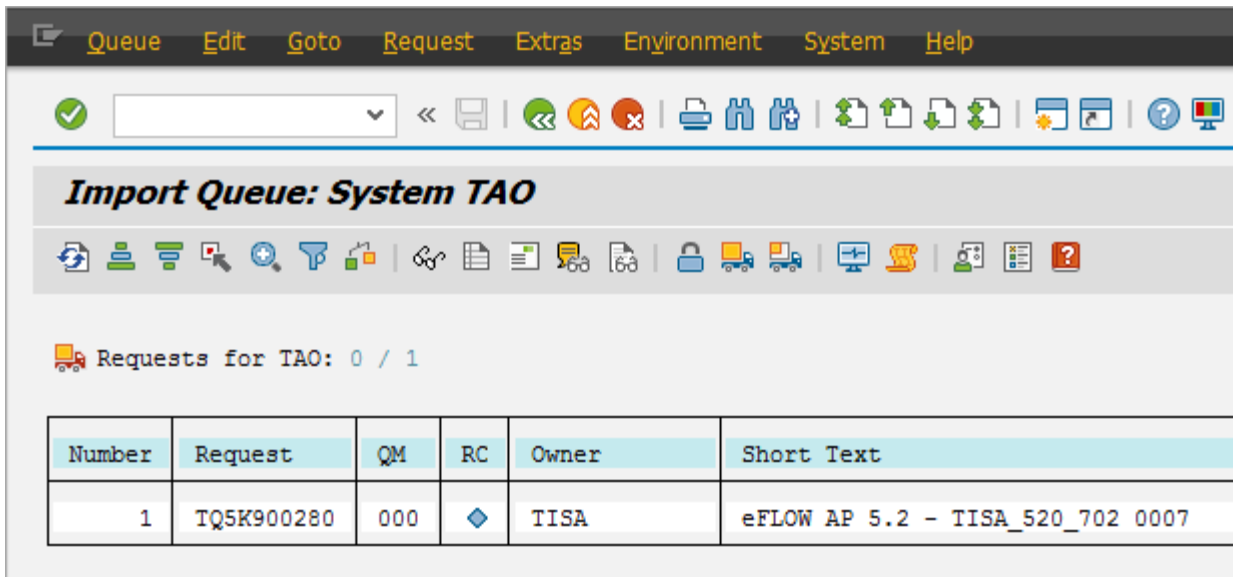 Queue Edit Goto Request Extras Environment System Help
Import Queue: System TAO
Requests for TAO: 0 / 1
Number Request QM RC Owner Short Text
1 TQ5K900280 000 TISA eFLOW AP 5.2 - TISA_520_702 0007